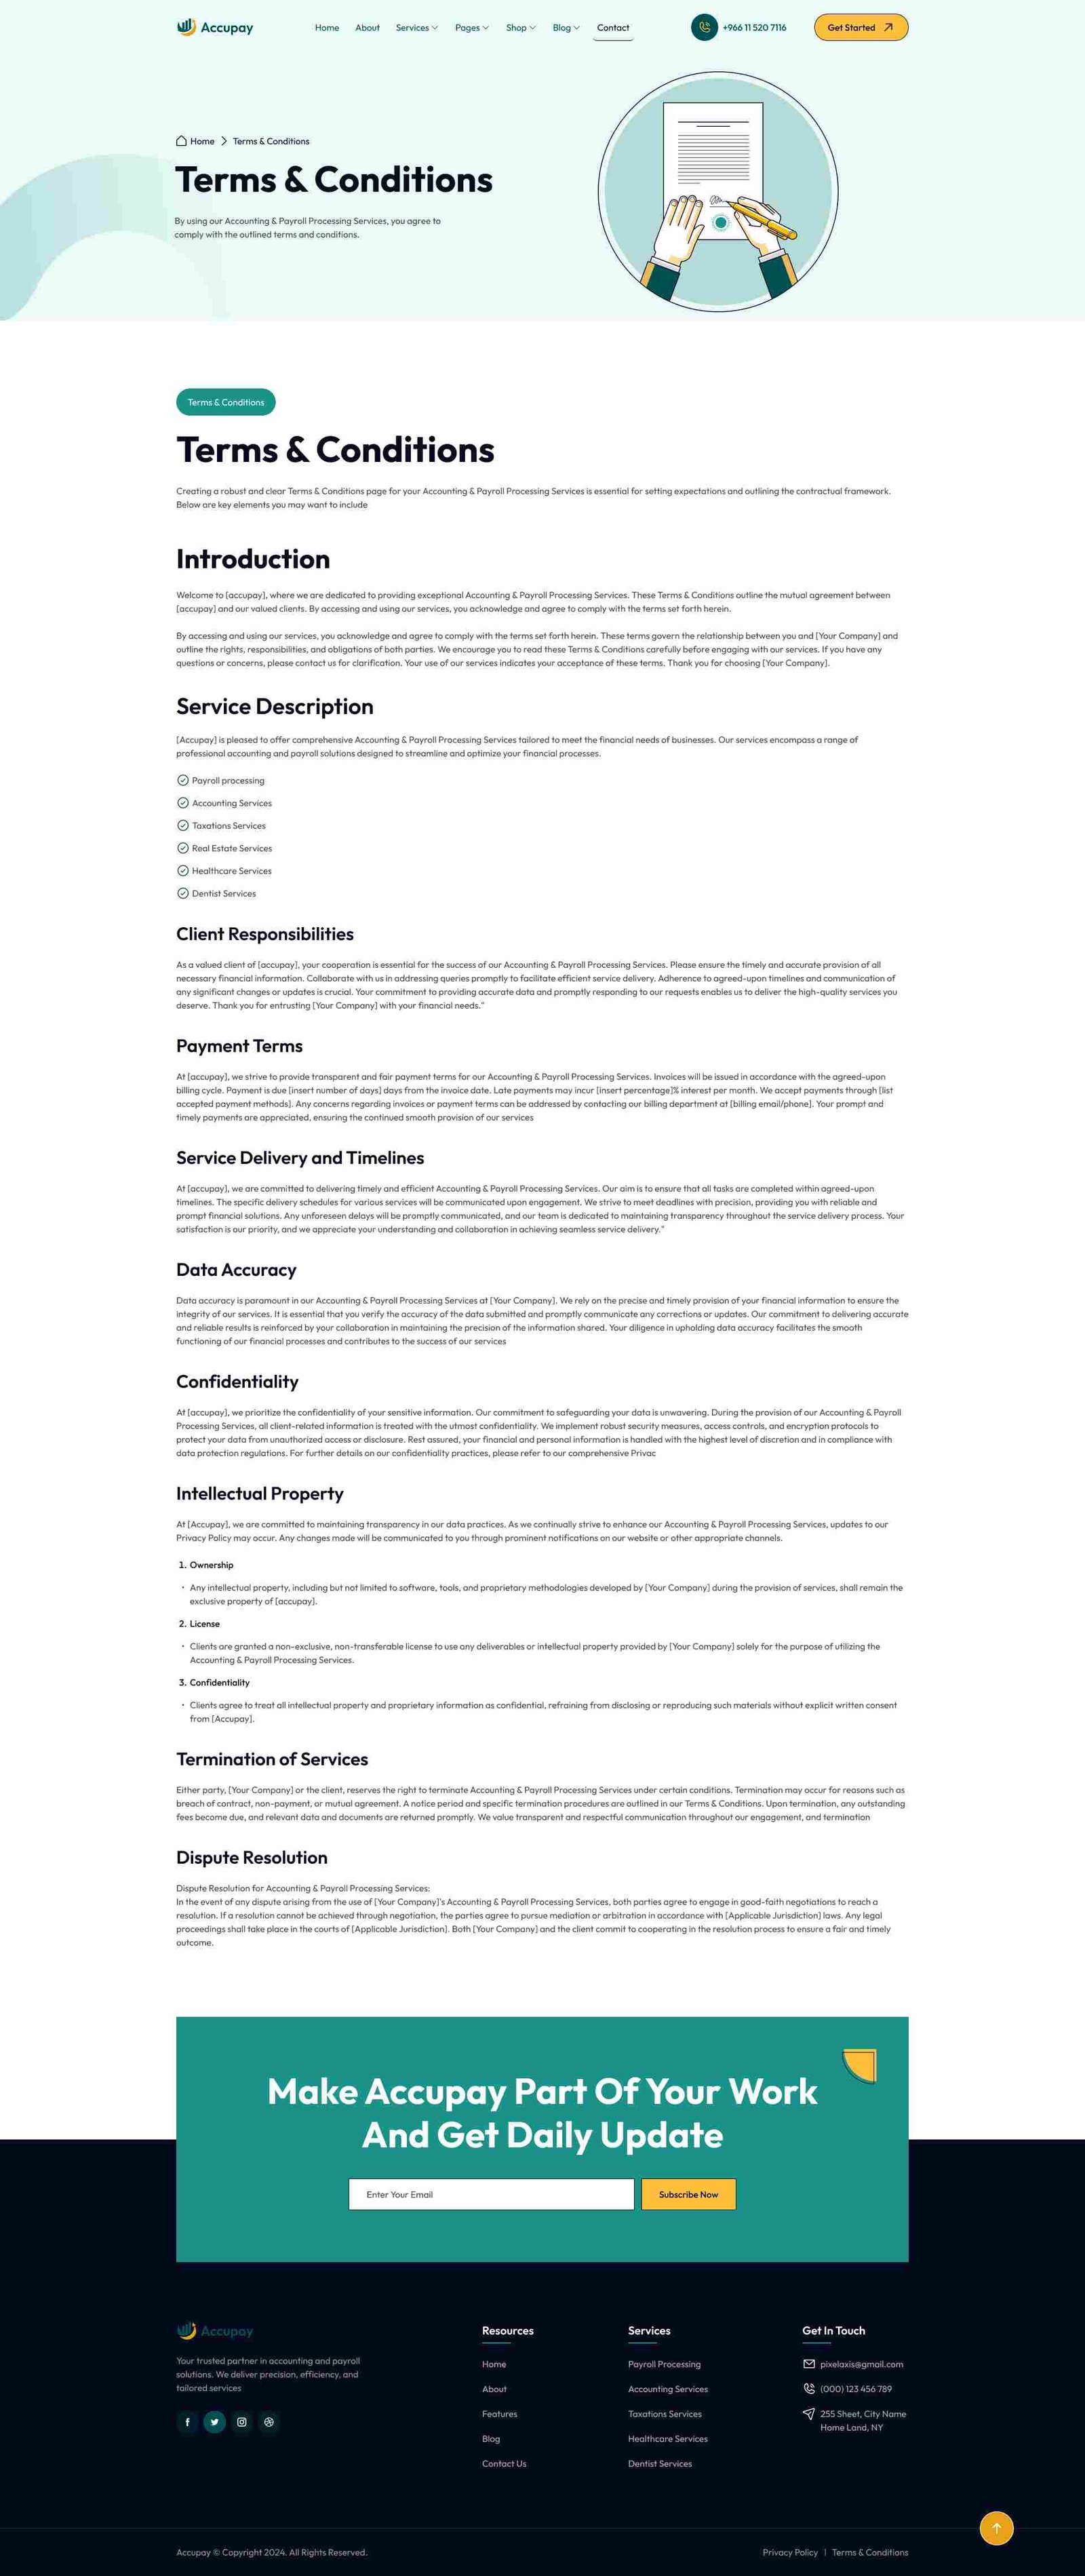 Accupay
Home About Services Pages Shop Blog Contact
+966 11 520 7116
Get Started
Home Terms & Conditions
Terms & Conditions
By using our Accounting & Payroll Processing Services, you agree to
comply with the outlined terms and conditions.
Terms & Conditions
Terms & Conditions
Creating a robust and clear Terms & Conditions page for your Accounting & Payroll Processing Services is essential for setting expectations and outlining the contractual framework.
Below are key elements you may want to include
Introduction
Welcome to [accupay], where we are dedicated to providing exceptional Accounting & Payroll Processing Services. These Terms & Conditions outline the mutual agreement between
[accupay] and our valued clients. By accessing and using our services, you acknowledge and agree to comply with the terms set forth herein.
By accessing and using our services, you acknowledge and agree to comply with the terms set forth herein. These terms govern the relationship between you and [Your Company] and
outline the rights, responsibilities, and obligations of both parties. We encourage you to read these Terms & Conditions carefully before engaging with our services. If you have any
questions or concerns, please contact us for clarification. Your use of our services indicates your acceptance of these terms. Thank you for choosing [Your Company].
Service Description
[Accupay] is pleased to offer comprehensive Accounting & Payroll Processing Services tailored to meet the financial needs of businesses. Our services encompass a range of
professional accounting and payroll solutions designed to streamline and optimize your financial processes.
Payroll processing
Accounting Services
Taxations Services
Real Estate Services
Healthcare Services
Dentist Services
Client Responsibilities
As a valued client of [accupay], your cooperation is essential for the success of our Accounting & Payroll Processing Services. Please ensure the timely and accurate provision of all
necessary financial information. Collaborate with us in addressing queries promptly to facilitate efficient service delivery. Adherence to agreed-upon timelines and communication of
any significant changes or updates is crucial. Your commitment to providing accurate data and promptly responding to our requests enables us to deliver the high-quality services you
deserve. Thank you for entrusting [Your Company] with your financial needs."
Payment Terms
At [accupay], we strive to provide transparent and fair payment terms for our Accounting & Payroll Processing Services. Invoices will be issued in accordance with the agreed-upon
billing cycle. Payment is due [insert number of days] days from the invoice date. Late payments may incur [insert percentage]% interest per month. We accept payments through [list
accepted payment methods]. Any concerns regarding invoices or payment terms can be addressed by contacting our billing department at [billing email/phone]. Your prompt and
timely payments are appreciated, ensuring the continued smooth provision of our services
Service Delivery and Timelines
At [accupay], we are committed to delivering timely and efficient Accounting & Payroll Processing Services. Our aim is to ensure that all tasks are completed within agreed-upon
timelines. The specific delivery schedules for various services will be communicated upon engagement. We strive to meet deadlines with precision, providing you with reliable and
prompt financial solutions. Any unforeseen delays will be promptly communicated, and our team is dedicated to maintaining transparency throughout the service delivery process. Your
satisfaction is our priority, and we appreciate your understanding and collaboration in achieving seamless service delivery."
Data Accuracy
Data accuracy is paramount in our Accounting & Payroll Processing Services at [Your Company]. We rely on the precise and timely provision of your financial information to ensure the
integrity of our services. It is essential that you verify the accuracy of the data submitted and promptly communicate any corrections or updates. Our commitment to delivering accurate
and reliable results is reinforced by your collaboration in maintaining the precision of the information shared. Your diligence in upholding data accuracy facilitates the smooth
functioning of our financial processes and contributes to the success of our services
Confidentiality
At [accupay], we prioritize the confidentiality of your sensitive information. Our commitment to safeguarding your data is unwavering. During the provision of our Accounting & Payroll
Processing Services, all client-related information is treated with the utmost confidentiality. We implement robust security measures, access controls, and encryption protocols to
protect your data from unauthorized access or disclosure. Rest assured, your financial and personal information is handled with the highest level of discretion and in compliance with
data protection regulations. For further details on our confidentiality practices, please refer to our comprehensive Privac
Intellectual Property
At [Accupay], we are committed to maintaining transparency in our data practices. As we continually strive to enhance our Accounting & Payroll Processing Services, updates to our
Privacy Policy may occur. Any changes made will be communicated to you through prominent notifications on our website or other appropriate channels.
1. Ownership
• Any intellectual property, including but not limited to software, tools, and proprietary methodologies developed by [Your Company] during the provision of services, shall remain the
exclusive property of [accupay].
2. License
• Clients are granted a non-exclusive, non-transferable license to use any deliverables or intellectual property provided by [Your Company] solely for the purpose of utilizing the
Accounting & Payroll Processing Services.
3. Confidentiality
• Clients agree to treat all intellectual property and proprietary information as confidential, refraining from disclosing or reproducing such materials without explicit written consent
from [Accupay].
Termination of Services
Either party, [Your Company] or the client, reserves the right to terminate Accounting & Payroll Processing Services under certain conditions. Termination may occur for reasons such as
breach of contract, non-payment, or mutual agreement. A notice period and specific termination procedures are outlined in our Terms & Conditions. Upon termination, any outstanding
fees become due, and relevant data and documents are returned promptly. We value transparent and respectful communication throughout our engagement, and termination
Dispute Resolution
Dispute Resolution for Accounting & Payroll Processing Services:
In the event of any dispute arising from the use of [Your Company]'s Accounting & Payroll Processing Services, both parties agree to engage in good-faith negotiations to reach a
resolution. If a resolution cannot be achieved through negotiation, the parties agree to pursue mediation or arbitration in accordance with [Applicable Jurisdiction] laws. Any legal
proceedings shall take place in the courts of [Applicable Jurisdiction]. Both [Your Company] and the client commit to cooperating in the resolution process to ensure a fair and timely
outcome.
Make Accupay Part Of Your Work
And Get Daily Update
Enter Your Email
Subscribe Now
Accupay
Your trusted partner in accounting and payroll
solutions. We deliver precision, efficiency, and
tailored services
Resources
Home
About
Features
Blog
Contact Us
Services
Payroll Processing
Accounting Services
Taxations Services
Healthcare Services
Dentist Services
Get In Touch
pixelaxis@gmail.com
(000) 123 456 789
255 Sheet, City Name
Home Land, NY
Accupay © Copyright 2024. All Rights Reserved.
Privacy Policy | Terms & Conditions